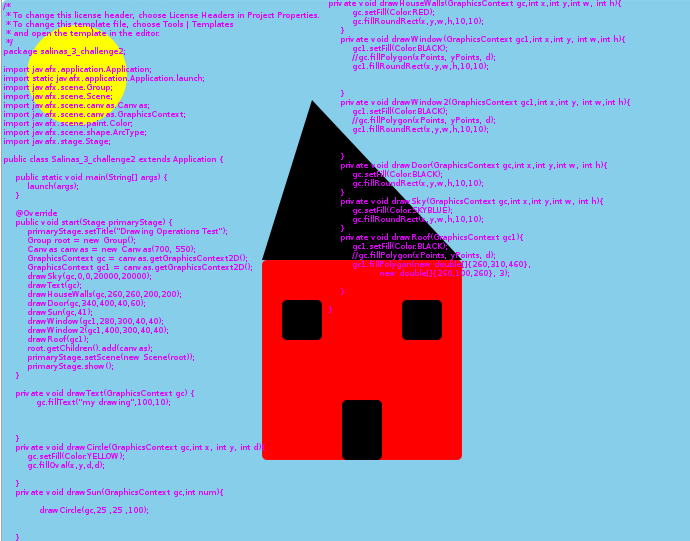 /*
* To change this license header, choose License Headers in Project Properties.
* To change this template file, choose Tools | Templates
* and open the template in the editor.
*/
package salinas_3_challenge2;
import javafx.application.Application;
import static javafx.application.Application.launch;
import javafx.scene.Group;
import javafx.scene.Scene;
import javafx.scene.canvas.Canvas;
import javafx.scene.canvas.GraphicsContext;
import javafx.scene.paint.Color;
import javafx.scene.shape.ArcType;
import javafx.stage.Stage;
public class Salinas_3_challenge2 extends Application {
public static void main(String[] args) {
launch(args);
}
@Override
public void start(Stage primaryStage) {
primaryStage.setTitle("Drawing Operations Test");
Group root = new Group();
Canvas canvas = new Canvas(700, 550);
GraphicsContext gc = canvas.getGraphicsContext2D();
GraphicsContext gc1 = canvas.getGraphicsContext2D();
drawSky(gc,0,0,20000,20000);
drawText(gc);
drawHouseWalls(gc,260,260,200,200);
drawDoor(gc,340,400,40,60);
drawSun(gc,41);
drawWindow(gc1,280,300,40,40);
drawWindow2(gc1,400,300,40,40);
drawRoof(gc1);
root.getChildren().add(canvas);
primaryStage.setScene(new Scene(root));
primaryStage.show();
}
private void drawText(GraphicsContext gc) {
gc.fillText("my drawing",100,10);
}
private void drawCircle(GraphicsContext gc,int x, int y, int d){
gc.setFill(Color.YELLOW);
gc.fillOval(x,y,d,d);
}
private void drawSun(GraphicsContext gc,int num){
drawCircle(gc,25 ,25 ,100);
}
private void drawHouseWalls(GraphicsContext gc,int x,int y,int w, int h){
gc.setFill(Color.RED);
gc.fillRoundRect(x,y,w,h,10,10);
}
private void drawWindow(GraphicsContext gc1,int x,int y, int w,int h){
gc1.setFill(Color.BLACK);
//gc.fillPolygon(xPoints, yPoints, d);
gc1.fillRoundRect(x,y,w,h,10,10);
}
private void drawWindow2(GraphicsContext gc1,int x,int y, int w,int h){
gc1.setFill(Color.BLACK);
//gc.fillPolygon(xPoints, yPoints, d);
gc1.fillRoundRect(x,y,w,h,10,10);
}
private void drawDoor(GraphicsContext gc,int x,int y,int w, int h){
gc.setFill(Color.BLACK);
gc.fillRoundRect(x,y,w,h,10,10);
}
private void drawSky(GraphicsContext gc,int x,int y,int w, int h){
gc.setFill(Color.SKYBLUE);
gc.fillRoundRect(x,y,w,h,10,10);
}
private void drawRoof(GraphicsContext gc1){
gc1.setFill(Color.BLACK);
//gc.fillPolygon(xPoints, yPoints, d);
gc1.fillPolygon(new double[]{260,310,460},
new double[]{260,100,260}, 3);
}
}